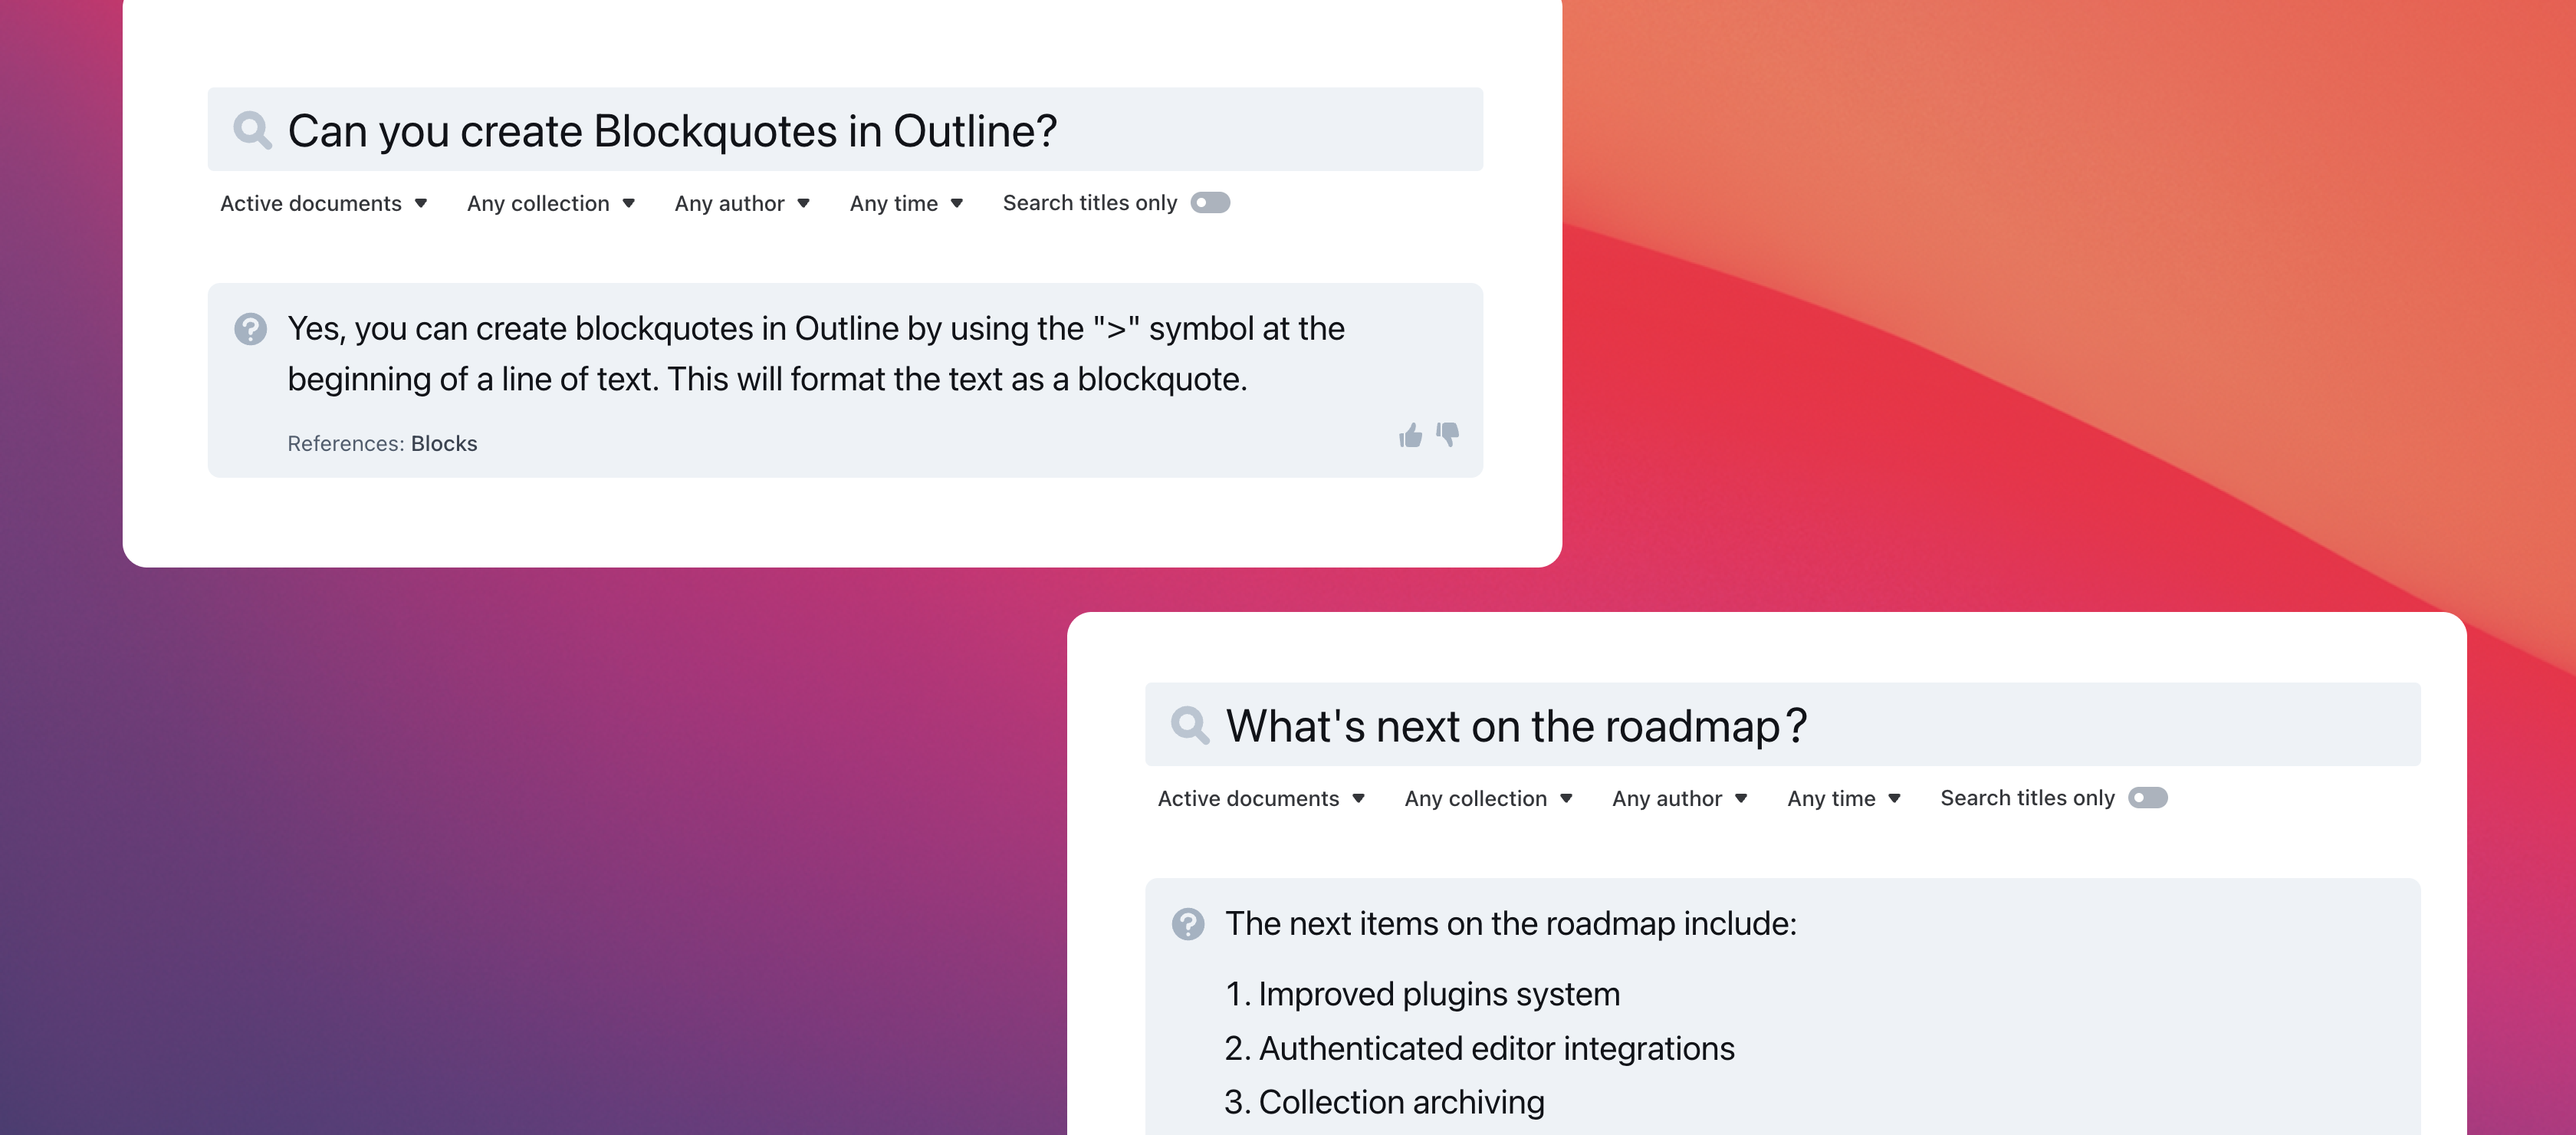 Can you create Blockquotes in Outline?
Active documents Any collection Any author Any time Search titles only
Yes, you can create blockquotes in Outline by using the ">" symbol at the
beginning of a line of text. This will format the text as a blockquote.
References: Blocks
What's next on the roadmap?
Active documents Any collection Any author Any time Search titles only
The next items on the roadmap include:
1. Improved plugins system
2. Authenticated editor integrations
3. Collection archiving